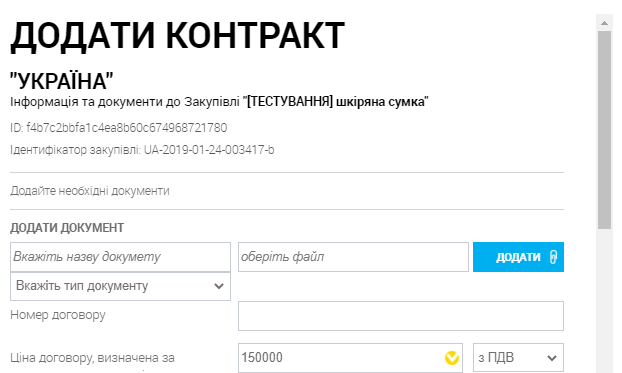 ДОДАТИ КОНТРАКТ
"УКРАЇНА"
Інформація та документи до Закупівлі "[ТЕСТУВАННЯ] шкіряна сумка"
ID: f4b7c2bbfa1c4ea8b60c674968721780
Ідентифікатор закупівлі: UA-2019-01-24-003417-b
Додайте необхідні документи
ДОДАТИ ДОКУМЕНТ
Вкажіть назву докумету оберіть файл ДОДАТИ
Вкажіть тип документу
Номер договору
Ціна договору, визначена за 150000 з ПДВ